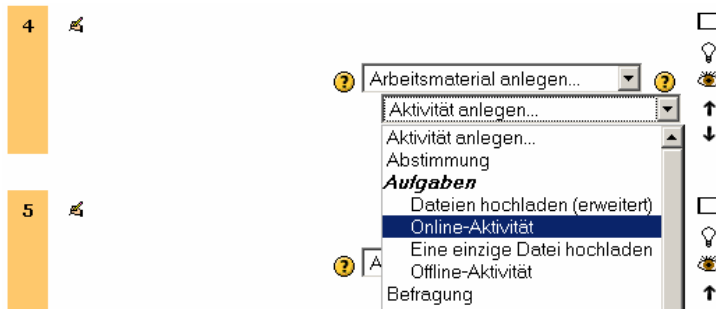 4
? Arbeitsmaterial anlegen... ?
Aktivität anlegen...
Aktivität anlegen...
Abstimmung
Aufgaben
Dateien hochladen (erweitert)
5
Online-Aktivität
Eine einzige Datei hochladen
? A
Offline-Aktivität
Befragung